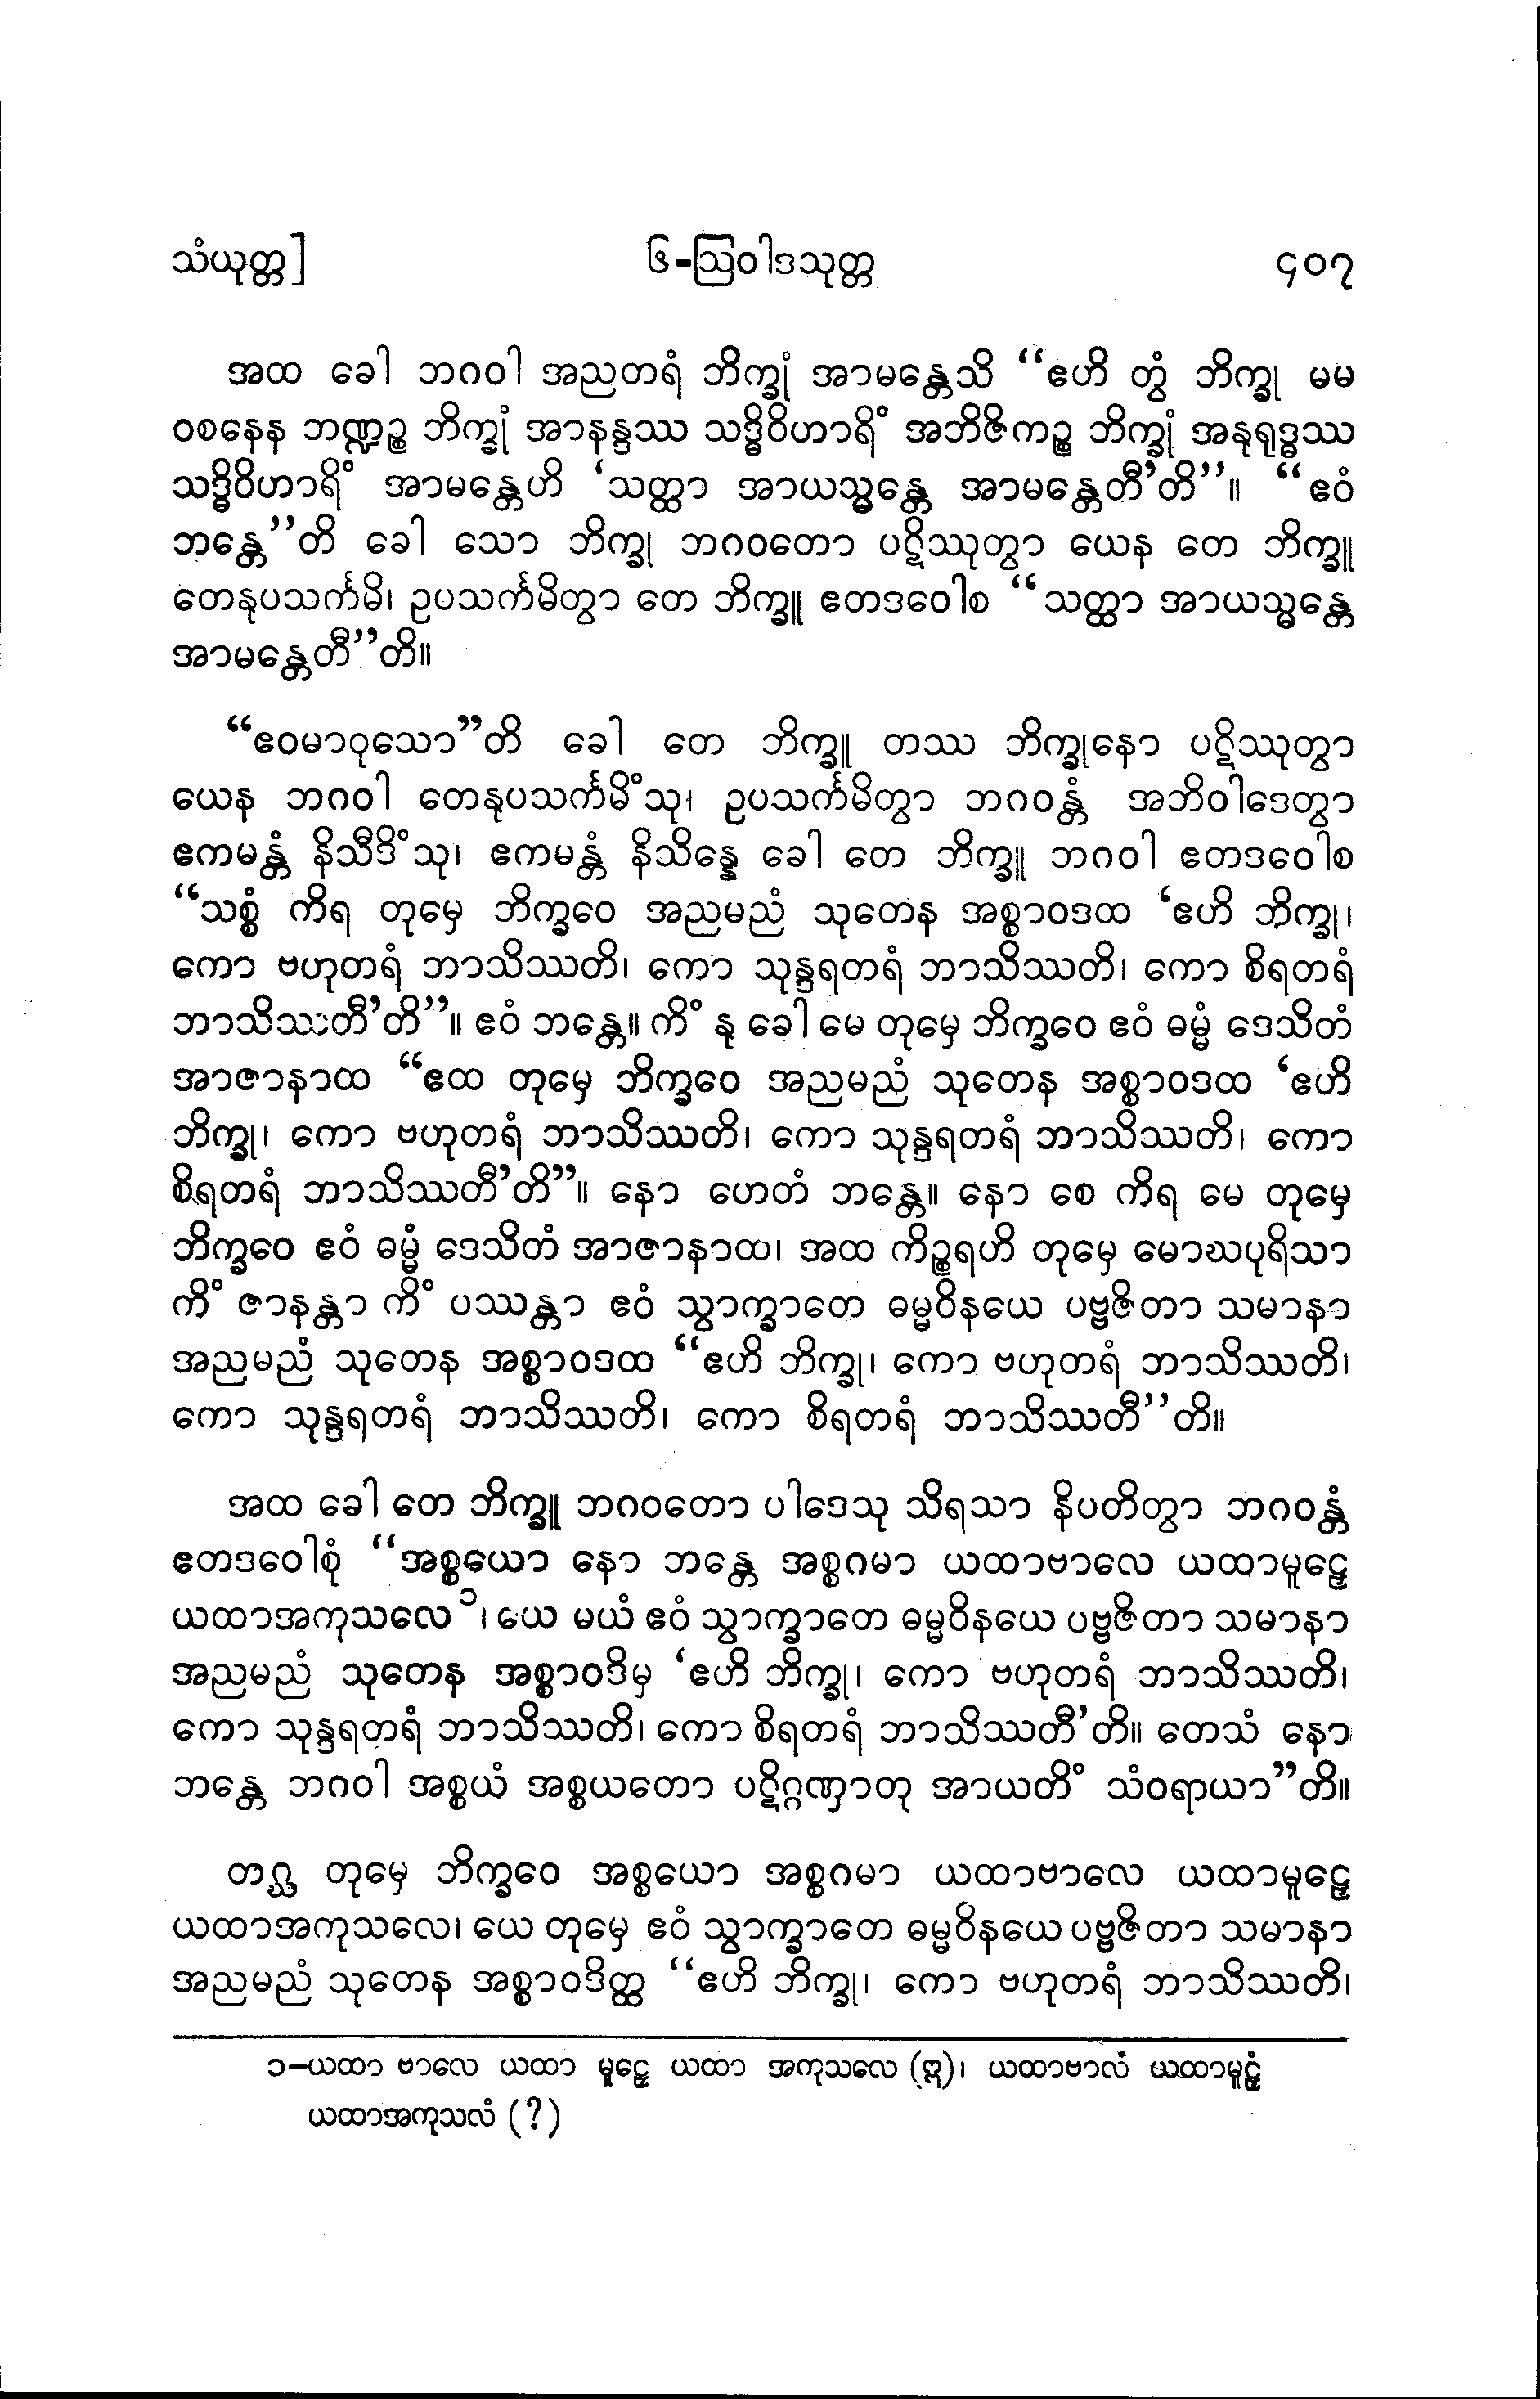 သံယုတ္တ] ၆-ဩဝါဒသုတ္တ ၄၀၇
အထ ခေါ ဘဂဝါ အညတရံ ဘိက္ခုံ အာမန္တေသိ “ဧဟိ တွံ ဘိက္ခု မမ
ဝစနေန ဘဏ္ဍဉ္စ ဘိက္ခုံ အာနန္ဒဿ သဒ္ဓိဝိဟာရိံ အဘိဇိကဉ္စ ဘိက္ခုံ အနုရုဒ္ဓဿ
သဒ္ဓိဝိဟာရိံ အာမန္တေဟိ ‘သတ္ထာ အာယသ္မန္တေ အာမန္တေတီ’တိ”။ “ဧဝံ
ဘန္တေ”တိ ခေါ သော ဘိက္ခု ဘဂဝတော ပဋိဿုတွာ ယေန တေ ဘိက္ခူ
တေနုပသင်္ကမိ၊ ဥပသင်္ကမိတွာ တေ ဘိက္ခူ ဧတဒဝေါစ “သတ္ထာ အာယသ္မန္တေ
အာမန္တေတီ”တိ။
“ဧဝမာဝုသော”တိ ခေါ တေ ဘိက္ခူ တဿ ဘိက္ခုနော ပဋိဿုတွာ
ယေန ဘဂဝါ တေနုပသင်္ကမိံသု၊ ဥပသင်္ကမိတွာ ဘဂဝန္တံ အဘိဝါဒေတွာ
ဧကမန္တံ နိသီဒိံသု၊ ဧကမန္တံ နိသိန္နေ ခေါ တေ ဘိက္ခူ ဘဂဝါ ဧတဒဝေါစ
“သစ္စံ ကိရ တုမှေ ဘိက္ခဝေ အညမညံ သုတေန အစ္စာဝဒထ ‘ဧဟိ ဘိက္ခု၊
ကော ဗဟုတရံ ဘာသိဿတိ၊ ကော သုန္ဒရတရံ ဘာသိဿတိ၊ ကော စိရတရံ
ဘာသိဿတီ’တိ”။ ဧဝံ ဘန္တေ။ ကိံ နု ခေါ မေ တုမှေ ဘိက္ခဝေ ဧဝံ ဓမ္မံ ဒေသိတံ
အာဇာနာထ “ဧထ တုမှေ ဘိက္ခဝေ အညမညံ သုတေန အစ္စာဝဒထ ‘ဧဟိ
ဘိက္ခု၊ ကော ဗဟုတရံ ဘာသိဿတိ၊ ကော သုန္ဒရတရံ ဘာသိဿတိ၊ ကော
စိရတရံ ဘာသိဿတီ’တိ”။ နော ဟေတံ ဘန္တေ။ နော စေ ကိရ မေ တုမှေ
ဘိက္ခဝေ ဧဝံ ဓမ္မံ ဒေသိတံ အာဇာနာထ၊ အထ ကိဉ္စရဟိ တုမှေ မောဃပုရိသာ
ကိံ ဇာနန္တာ ကိံ ပဿန္တာ ဧဝံ သွာက္ခာတေ ဓမ္မဝိနယေ ပဗ္ဗဇိတာ သမာနာ
အညမညံ သုတေန အစ္စာဝဒထ “ဧဟိ ဘိက္ခု၊ ကော ဗဟုတရံ ဘာသိဿတိ၊
ကော သုန္ဒရတရံ ဘာသိဿတိ၊ ကော စိရတရံ ဘာသိဿတီ”တိ။
အထ ခေါ တေ ဘိက္ခူ ဘဂဝတော ပါဒေသု သိရသာ နိပတိတွာ ဘဂဝန္တံ
ဧတဒဝေါစုံ “အစ္စယော နော ဘန္တေ အစ္စဂမာ ယထာဗာလေ ယထာမူဠှေ
ယထာအကုသလေ ၁၊ ယေ မယံ ဧဝံ သွာက္ခာတေ ဓမ္မဝိနယေ ပဗ္ဗဇိတာ သမာနာ
အညမညံ သုတေန အစ္စာဝဒိမှ ‘ဧဟိ ဘိက္ခု၊ ကော ဗဟုတရံ ဘာသိဿတိ၊
ကော သုန္ဒရတရံ ဘာသိဿတိ၊ ကော စိရတရံ ဘာသိဿတီ’တိ။ တေသံ နော
ဘန္တေ ဘဂဝါ အစ္စယံ အစ္စယတော ပဋိဂ္ဂဏှာတု အာယတိံ သံဝရာယာ”တိ။
တဂ္ဃ တုမှေ ဘိက္ခဝေ အစ္စယော အစ္စဂမာ ယထာဗာလေ ယထာမူဠှေ
ယထာအကုသလေ၊ ယေ တုမှေ ဧဝံ သွာက္ခာတေ ဓမ္မဝိနယေ ပဗ္ဗဇိတာ သမာနာ
အညမညံ သုတေန အစ္စာဝဒိတ္ထ “ဧဟိ ဘိက္ခု၊ ကော ဗဟုတရံ ဘာသိဿတိ၊
၁–ယထာ ဗာလေ ယထာ မူဠှေ ယထာ အကုသလေ (ဣ)၊ ယထာဗာလံ ယထာမူဠှံ
ယထာအကုသလံ (?)